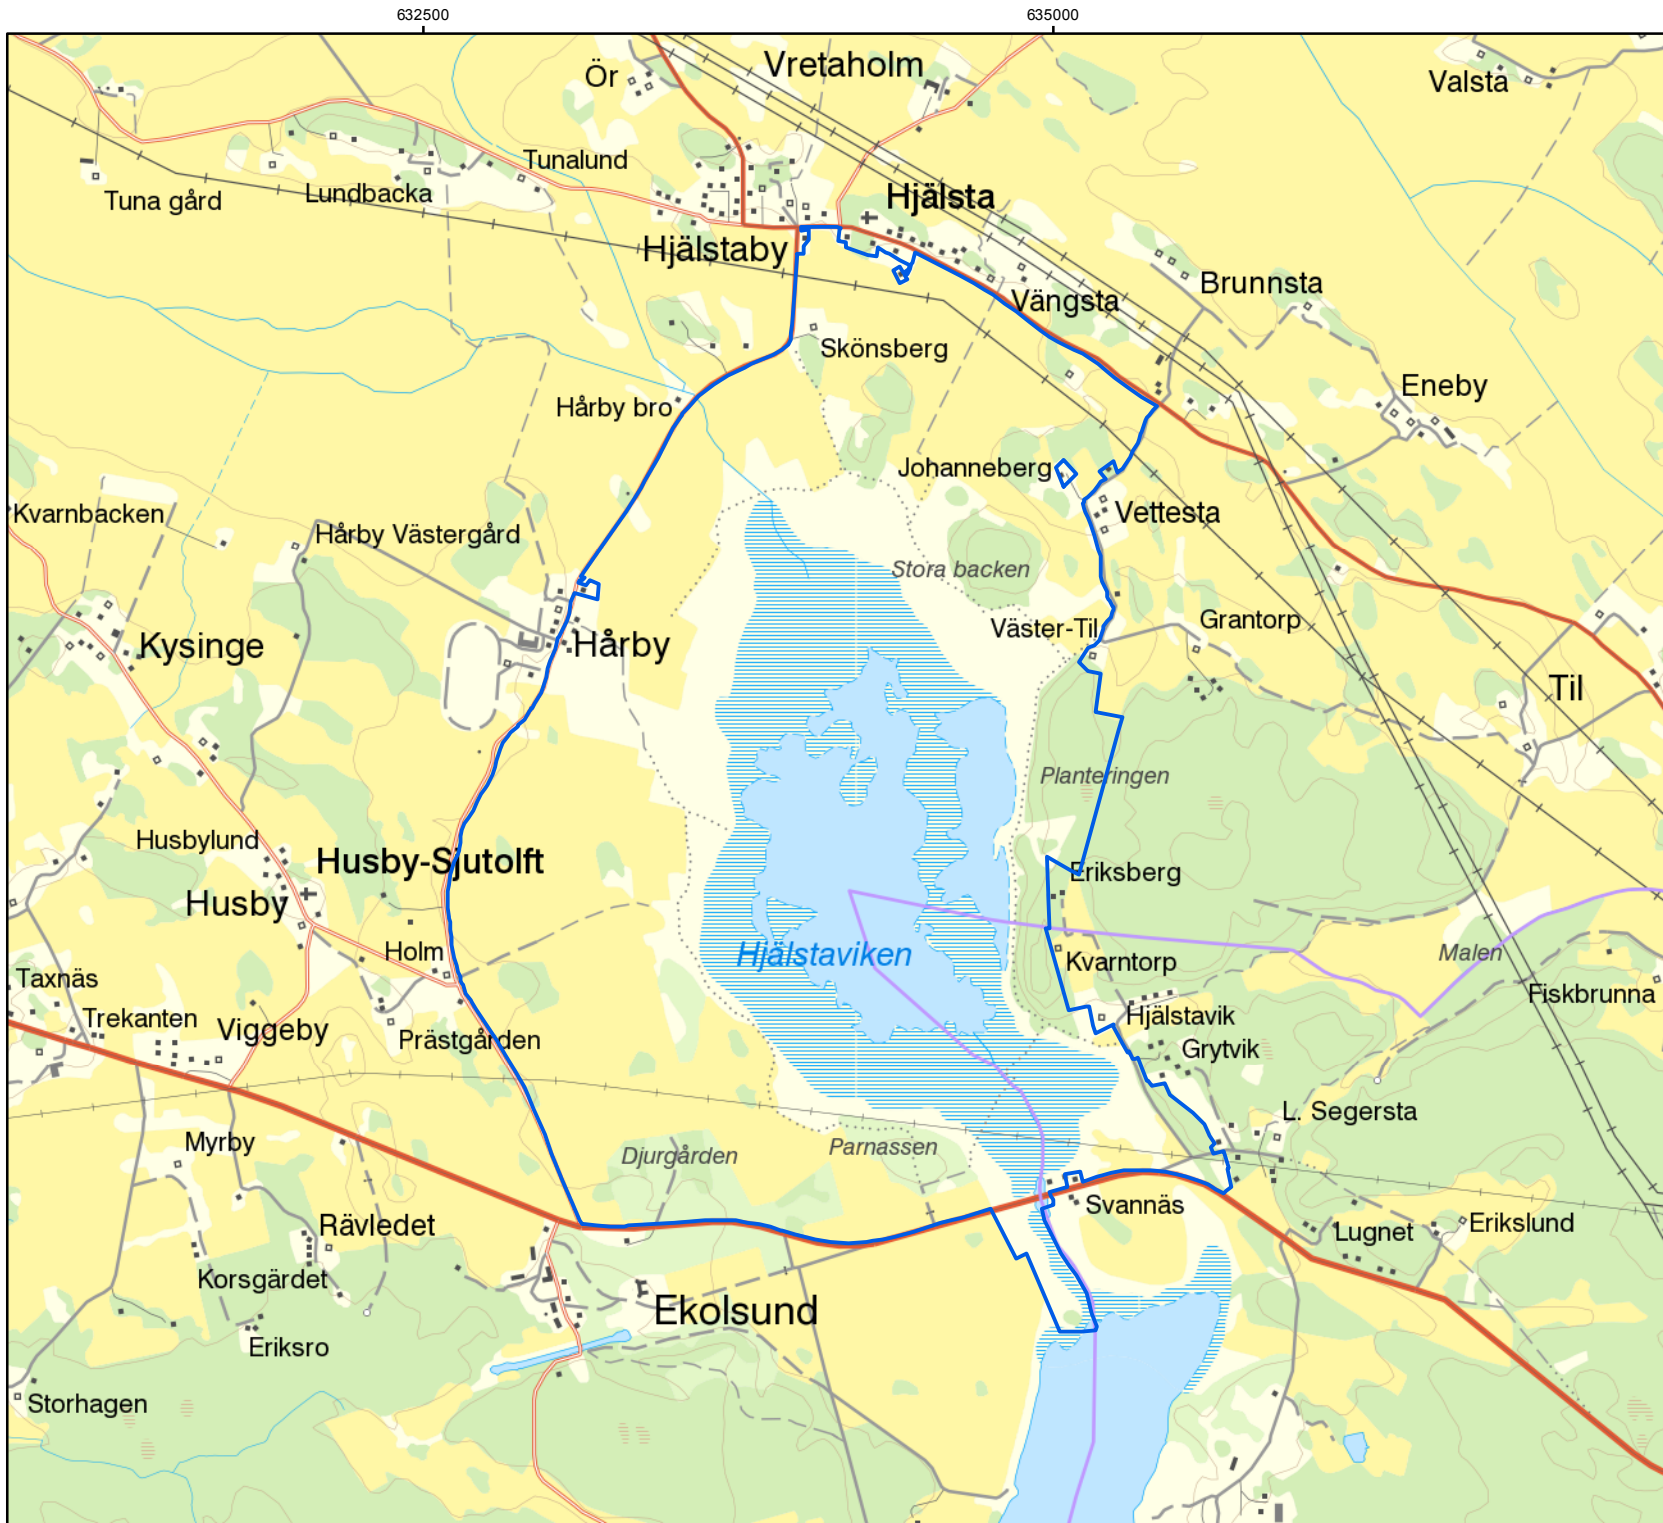 632500
635000
Ör
Vretaholm
Valsta
Tunalund
Tuna gård
Lundbacka
Hjälsta
Hjälstaby
Vängsta
Brunnsta
Skönsberg
Hårby bro
Eneby
Johanneberg
Kvarnbacken
Vettesta
Hårby Västergård
Stora backen
Väster-Til
Grantorp
Kysinge
Hårby
Til
Planteringen
Husbylund
Husby-Sjutolft
Eriksberg
Husby
Holm
Hjälstaviken
Kvarntorp
Malen
Taxnäs
Fiskbrunna
Trekanten
Viggeby
Prästgården
Hjälstavik
Grytvik
L. Segersta
Myrby
Djurgården
Parnassen
Svannäs
Rävledet
Lugnet
Erikslund
Korsgärdet
Ekolsund
Eriksro
Storhagen